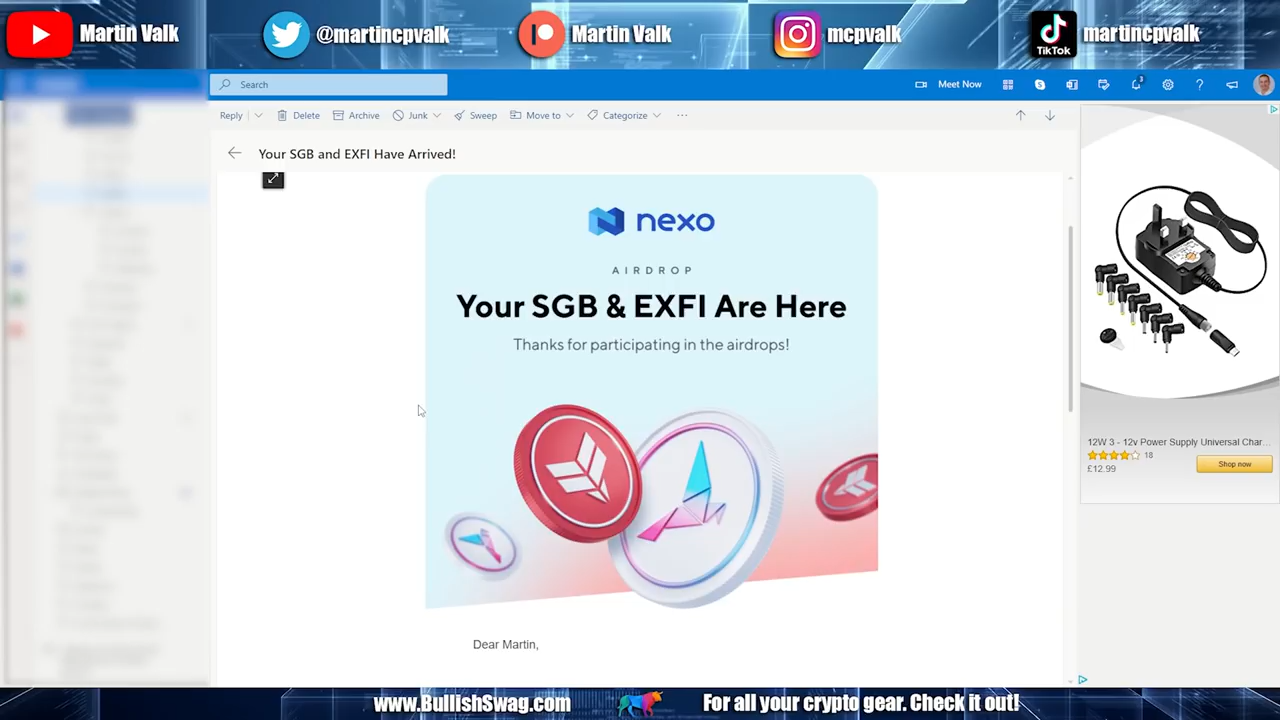 Martin Valk
@martincpvalk
Martin Valk
mcpvalk
TikTok
martincpvalk
Search
Meet Now
3
Reply
Delete
Archive
Junk
Sweep
Move to
Categorize
Your SGB and EXFI Have Arrived!
nexo
AIRDROP
Your SGB & EXFI Are Here
Thanks for participating in the airdrops!
Dear Martin,
12W 3 - 12v Power Supply Universal Char...
18
£12.99
Shop now
www.BullishSwag.com
For all your crypto gear. Check it out!